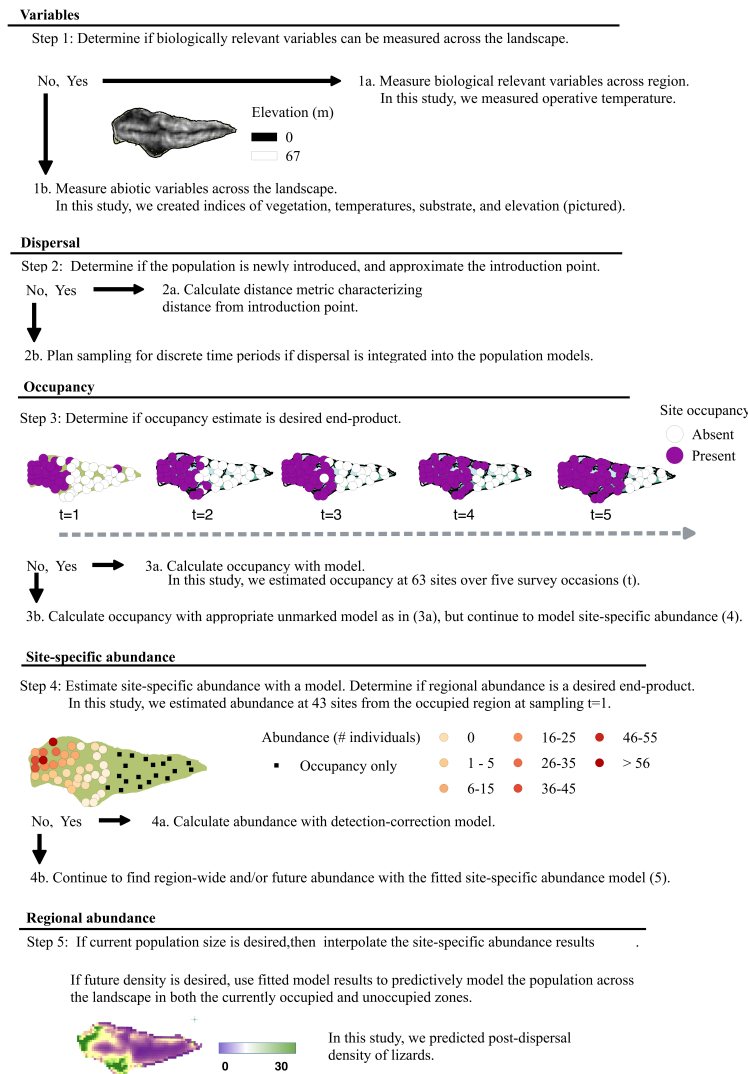 Variables
Step 1: Determine if biologically relevant variables can be measured across the landscape.
No, Yes
1a. Measure biological relevant variables across region.
In this study, we measured operative temperature.
Elevation (m)
0
67
1b. Measure abiotic variables across the landscape.
In this study, we created indices of vegetation, temperatures, substrate, and elevation (pictured).
Dispersal
Step 2: Determine if the population is newly introduced, and approximate the introduction point.
No, Yes
2a. Calculate distance metric characterizing
distance from introduction point.
2b. Plan sampling for discrete time periods if dispersal is integrated into the population models.
Occupancy
Step 3: Determine if occupancy estimate is desired end-product.
Site occupancy
Absent
Present
t=1 t=2 t=3 t=4 t=5
No, Yes
3a. Calculate occupancy with model.
In this study, we estimated occupancy at 63 sites over five survey occasions (t).
3b. Calculate occupancy with appropriate unmarked model as in (3a), but continue to model site-specific abundance (4).
Site-specific abundance
Step 4: Estimate site-specific abundance with a model. Determine if regional abundance is a desired end-product.
In this study, we estimated abundance at 43 sites from the occupied region at sampling t=1.
Abundance (# individuals)
Occupancy only
0 16-25 46-55
1 - 5 26-35 > 56
6-15 36-45
No, Yes
4a. Calculate abundance with detection-correction model.
4b. Continue to find region-wide and/or future abundance with the fitted site-specific abundance model (5).
Regional abundance
Step 5: If current population size is desired,then interpolate the site-specific abundance results .
If future density is desired, use fitted model results to predictively model the population across
the landscape in both the currently occupied and unoccupied zones.
0 30
In this study, we predicted post-dispersal
density of lizards.